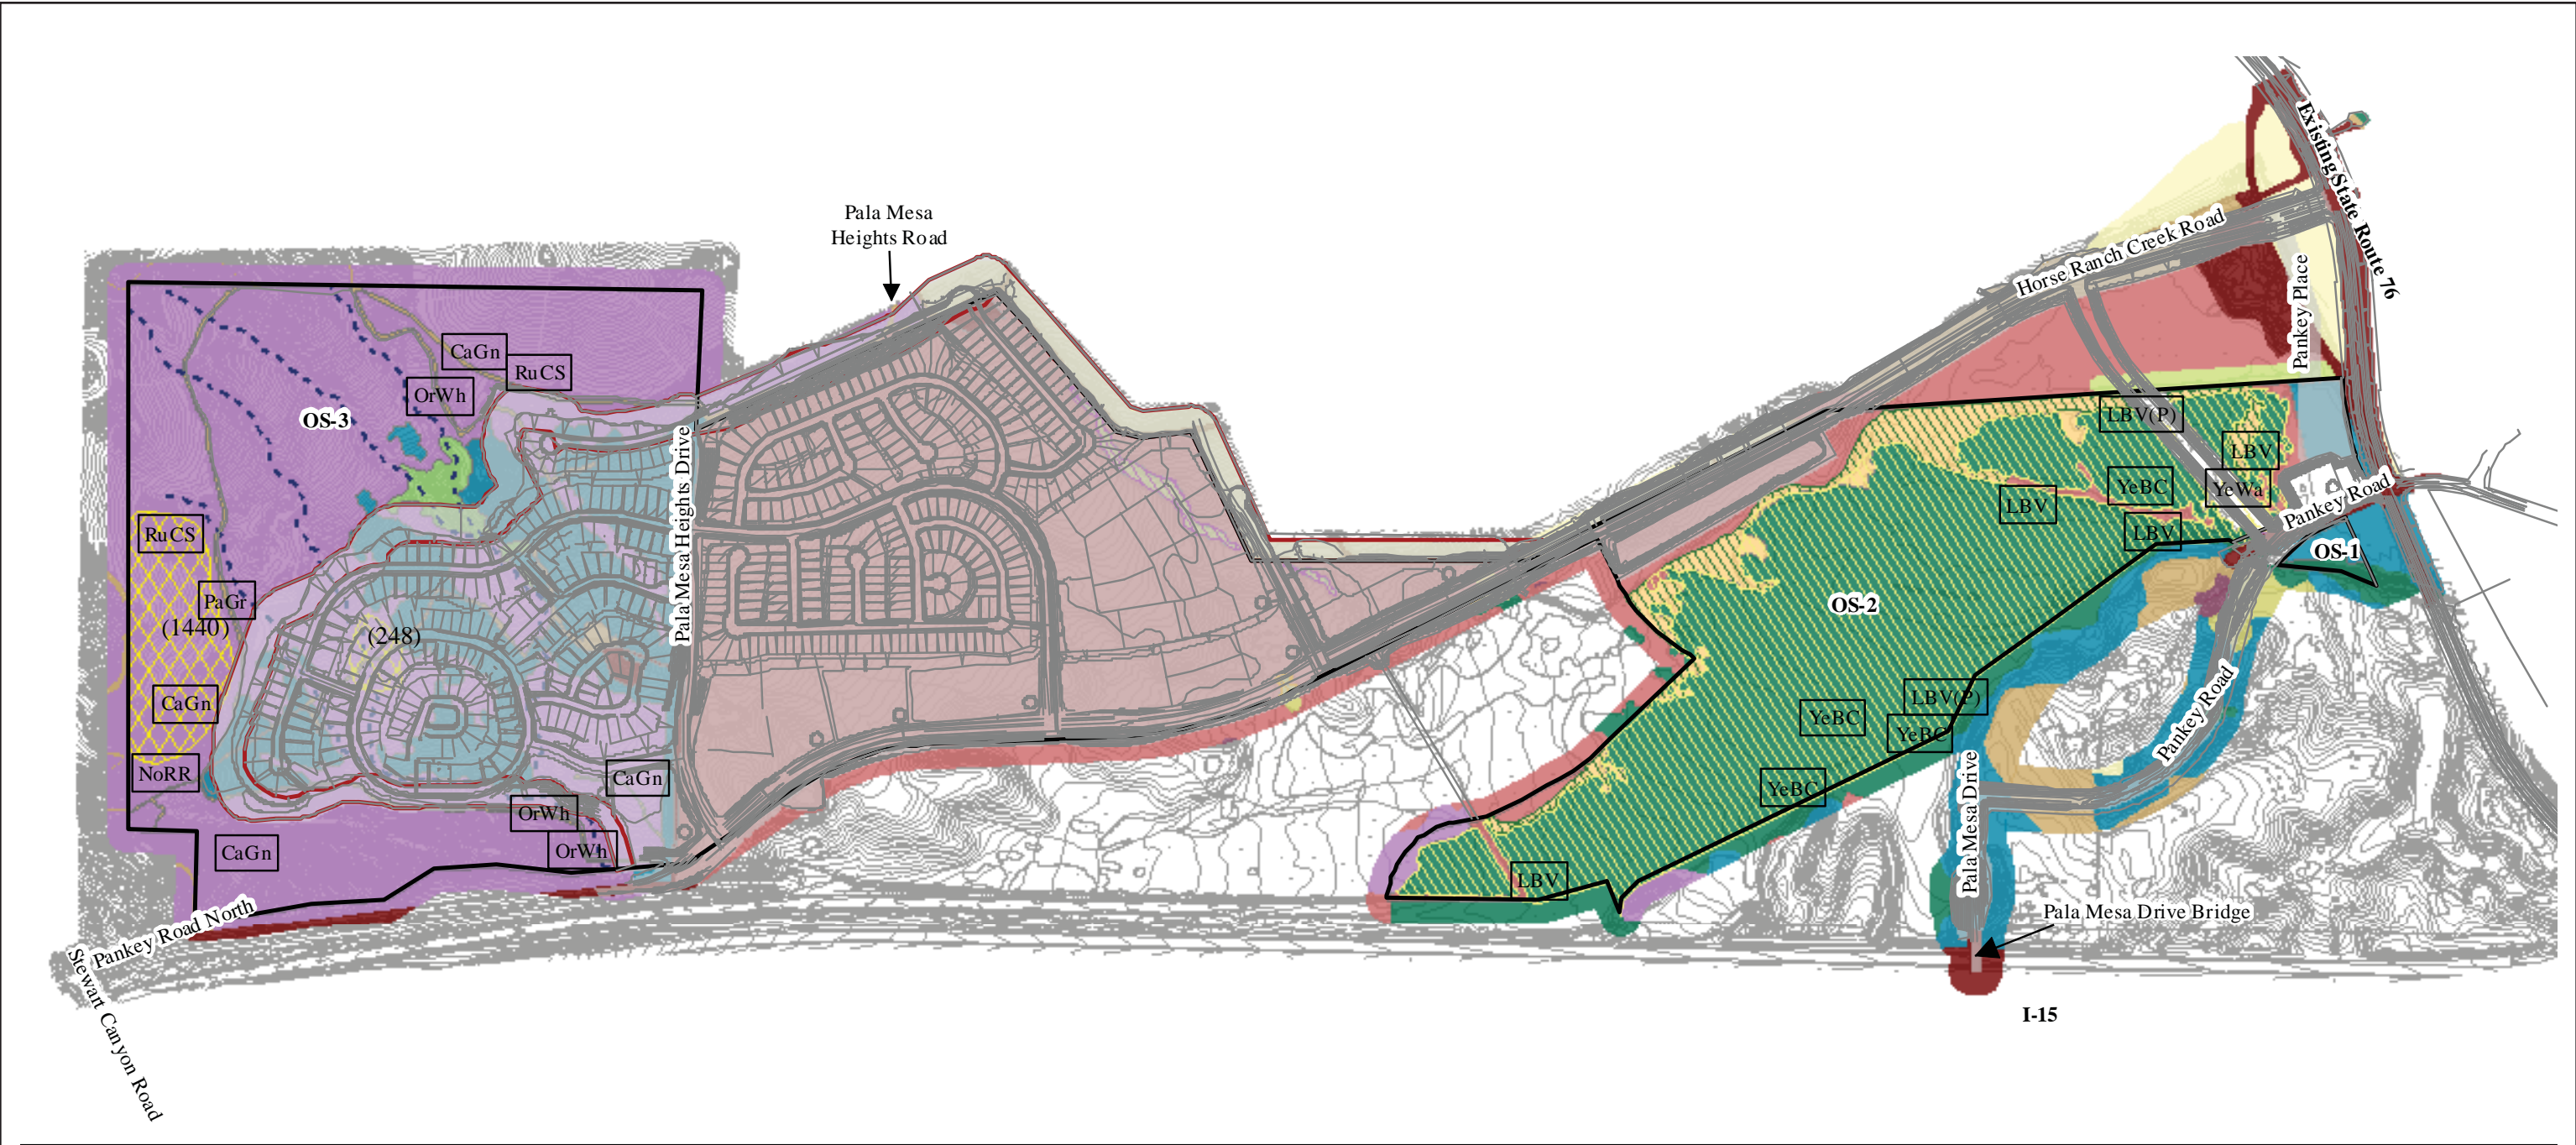 Existing State Route 76
Pala Mesa
Heights Road
Horse Ranch Creek Road
Pankey Place
CaGn
RuCS
OrWh
OS-3
LBV(P)
LBV
Pala Mesa Heights Drive
YeBC
YeWa
LBV
Pankey Road
RuCS
LBV
OS-1
PaGr
(1440)
(248)
OS-2
CaGn
LBV(P)
YeBC
YeBC
Pankey Road
NoRR
CaGn
YeBC
OrWh
Pala Mesa Drive
CaGn
OrWh
LBV
Pankey Road North
Pala Mesa Drive Bridge
Stewart Canyon Road
I-15